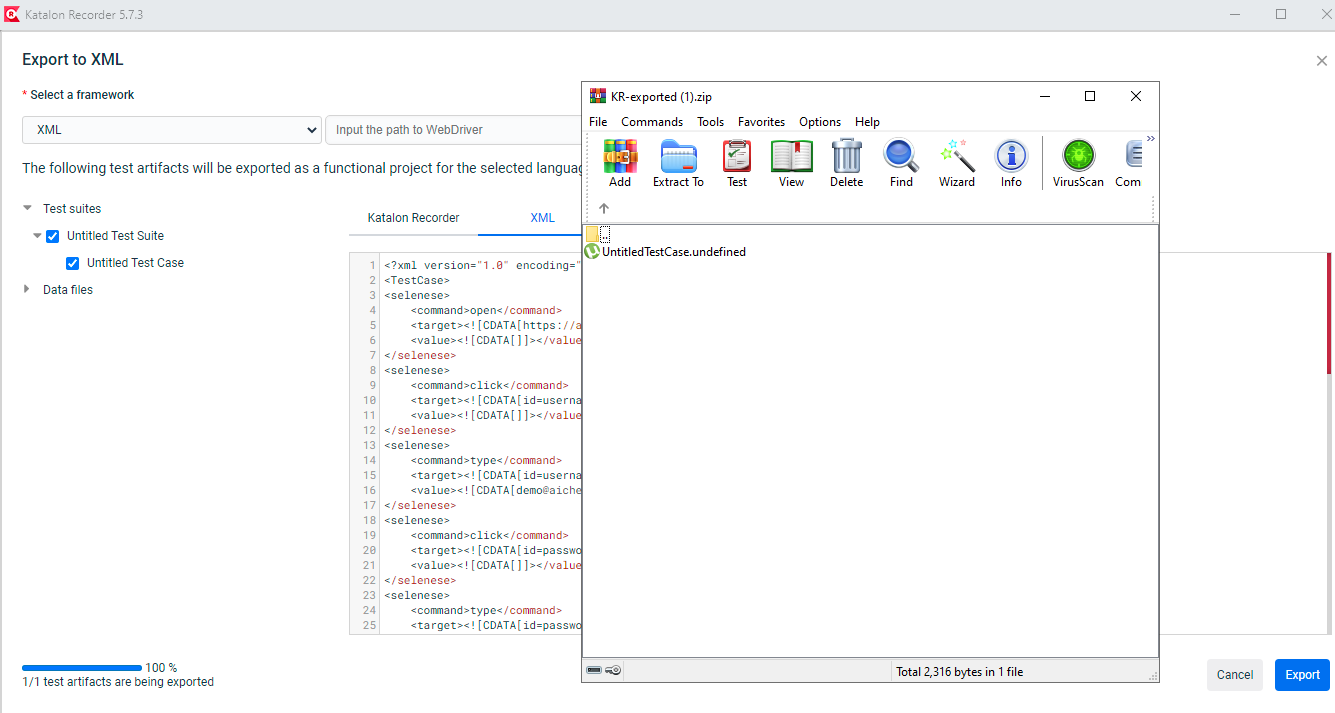 Katalon Recorder 5.7.3
Export to XML
* Select a framework
XML
Input the path to WebDriver
The following test artifacts will be exported as a functional project for the selected langua
Test suites
Untitled Test Suite
Untitled Test Case
Data files
Katalon Recorder
XML
1 <?xml version="1.0" encoding="
2 <TestCase>
3 <selenese>
4 <command>open</command>
5 <target><![CDATA[https://a
6 <value><![CDATA[]]></value
7 </selenese>
8 <selenese>
9 <command>click</command>
10 <target><![CDATA[id=userna
11 <value><![CDATA[]]></value
12 </selenese>
13 <selenese>
14 <command>type</command>
15 <target><![CDATA[id=userna
16 <value><![CDATA[demo@aiche
17 </selenese>
18 <selenese>
19 <command>click</command>
20 <target><![CDATA[id=passwo
21 <value><![CDATA[]]></value
22 </selenese>
23 <selenese>
24 <command>type</command>
25 <target><![CDATA[id=passwo
100 %
1/1 test artifacts are being exported
Cancel
Export
KR-exported (1).zip
File Commands Tools Favorites Options Help
Add Extract To Test View Delete Find Wizard Info VirusScan Com
..
UntitledTestCase.undefined
Total 2,316 bytes in 1 file